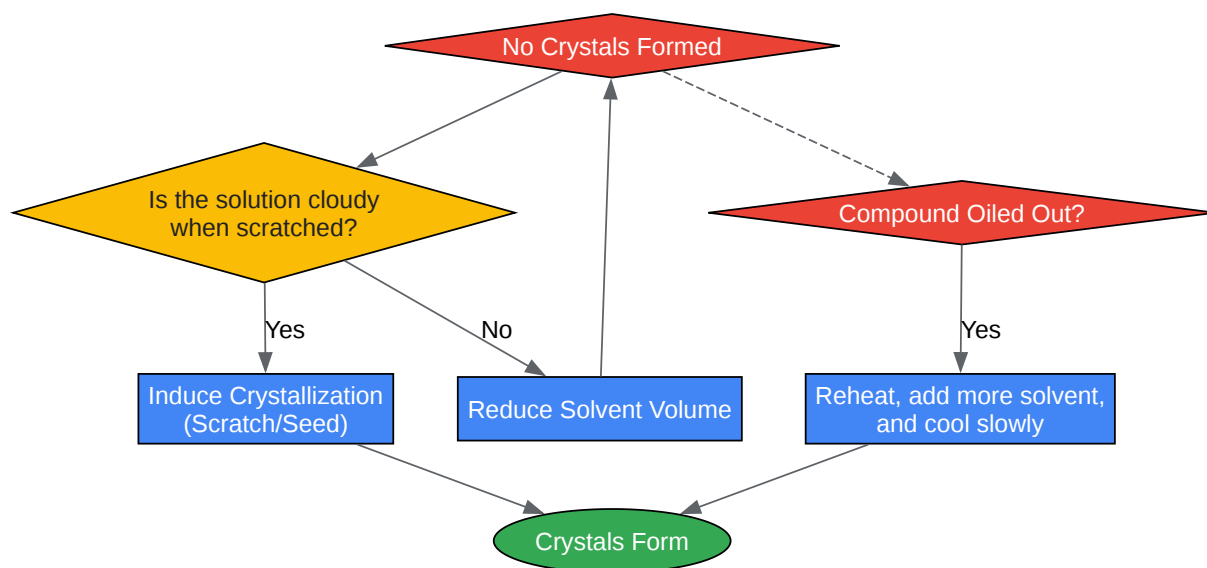 No Crystals Formed
Is the solution cloudy
when scratched?
Compound Oiled Out?
Yes
No
Yes
Induce Crystallization
(Scratch/Seed)
Reduce Solvent Volume
Reheat, add more solvent,
and cool slowly
Crystals Form